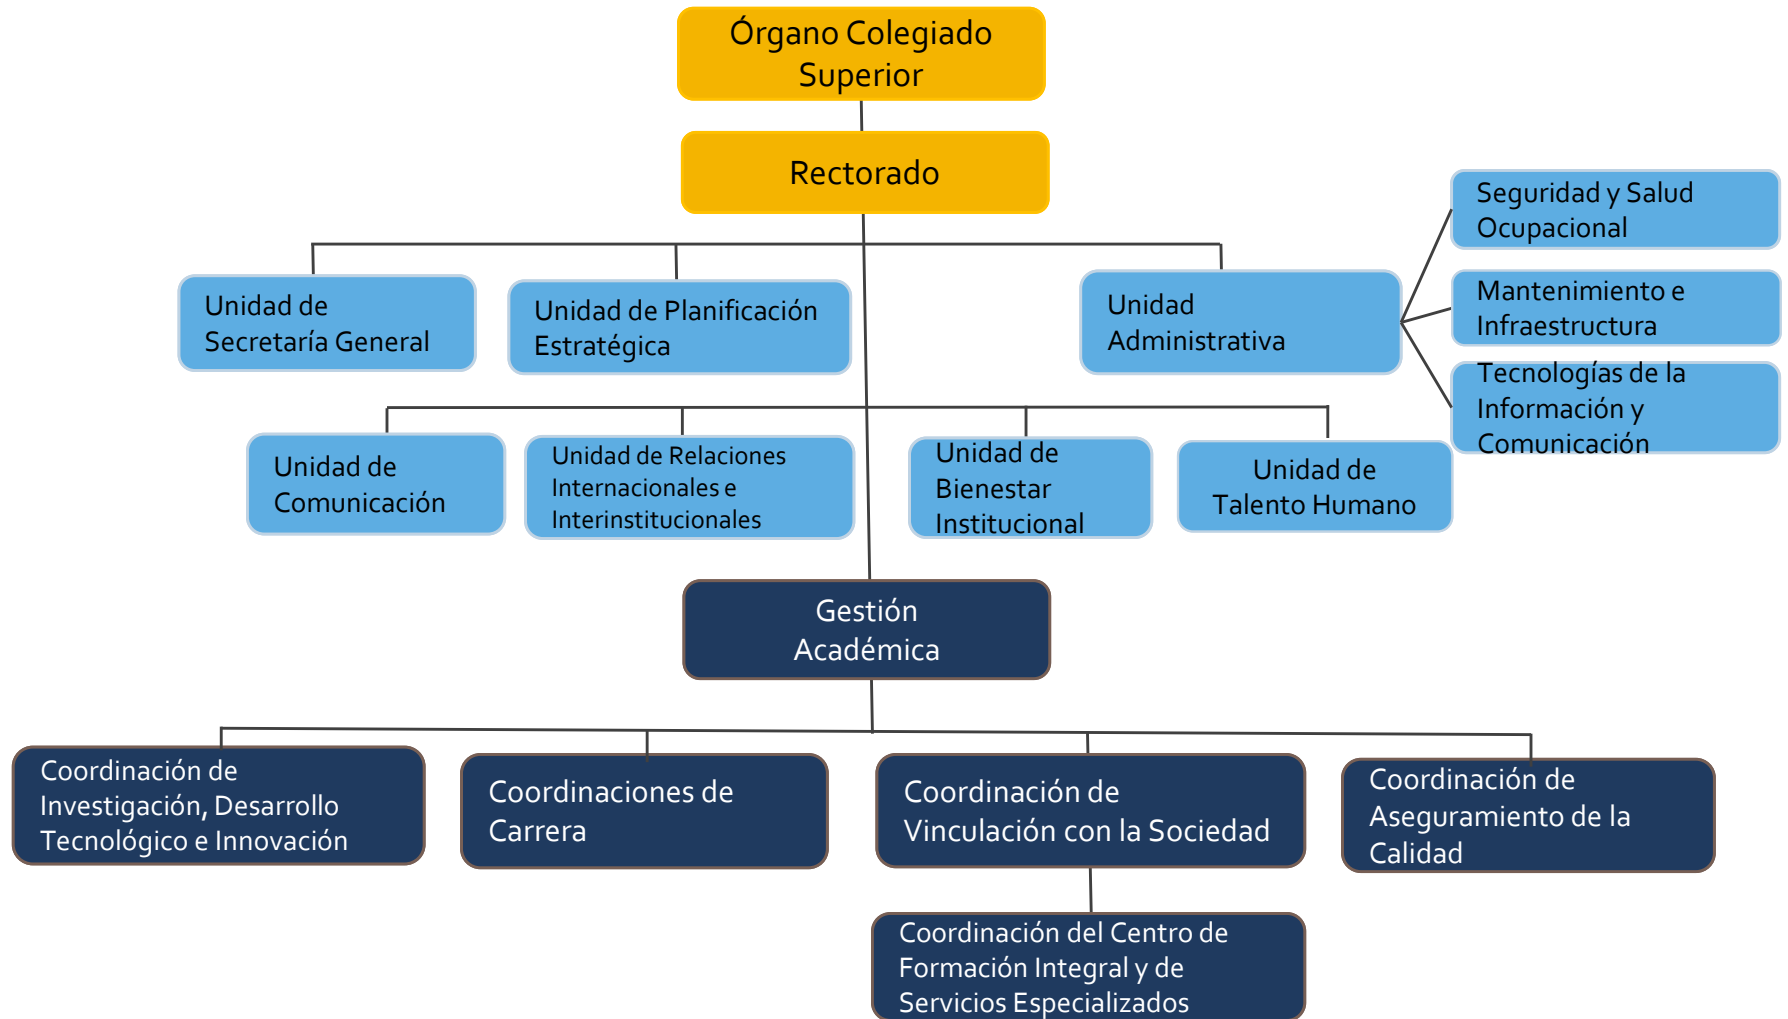 Órgano Colegiado
Superior
Rectorado
Seguridad y Salud
Ocupacional
Unidad de
Secretaría General
Unidad de Planificación
Estratégica
Unidad
Administrativa
Mantenimiento e
Infraestructura
Tecnologías de la
Información y
Comunicación
Unidad de
Comunicación
Unidad de Relaciones
Internacionales e
Interinstitucionales
Unidad de
Bienestar
Institucional
Unidad de
Talento Humano
Gestión
Académica
Coordinación de
Investigación, Desarrollo
Tecnológico e Innovación
Coordinaciones de
Carrera
Coordinación de
Vinculación con la Sociedad
Coordinación de
Aseguramiento de la
Calidad
Coordinación del Centro de
Formación Integral y de
Servicios Especializados